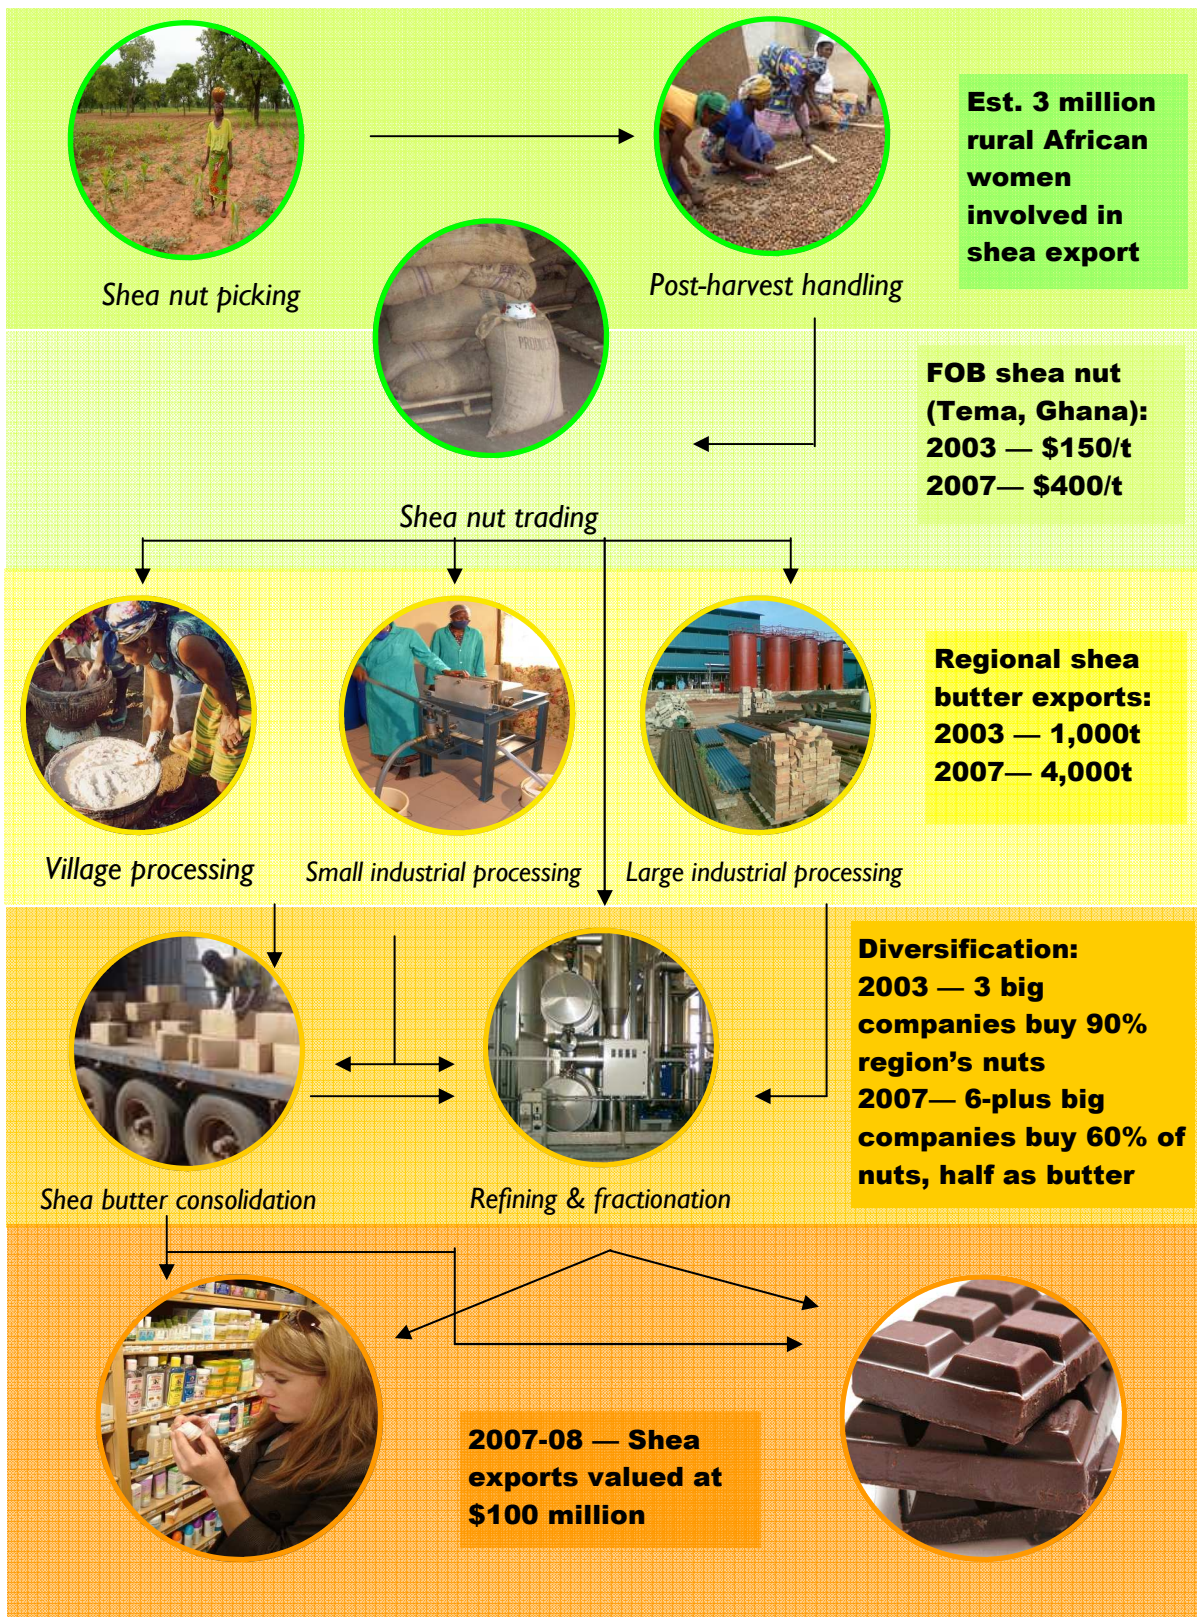 Est. 3 million
rural African
women
involved in
shea export
Shea nut picking
Post-harvest handling
PRODUC
FOB shea nut
(Tema, Ghana):
2003 — $150/t
2007— $400/t
Shea nut trading
Regional shea
butter exports:
2003 — 1,000t
2007— 4,000t
Village processing
Small industrial processing
Large industrial processing
Diversification:
2003 — 3 big
companies buy 90%
region’s nuts
2007— 6-plus big
companies buy 60% of
nuts, half as butter
Shea butter consolidation
Refining & fractionation
2007-08 — Shea
exports valued at
$100 million